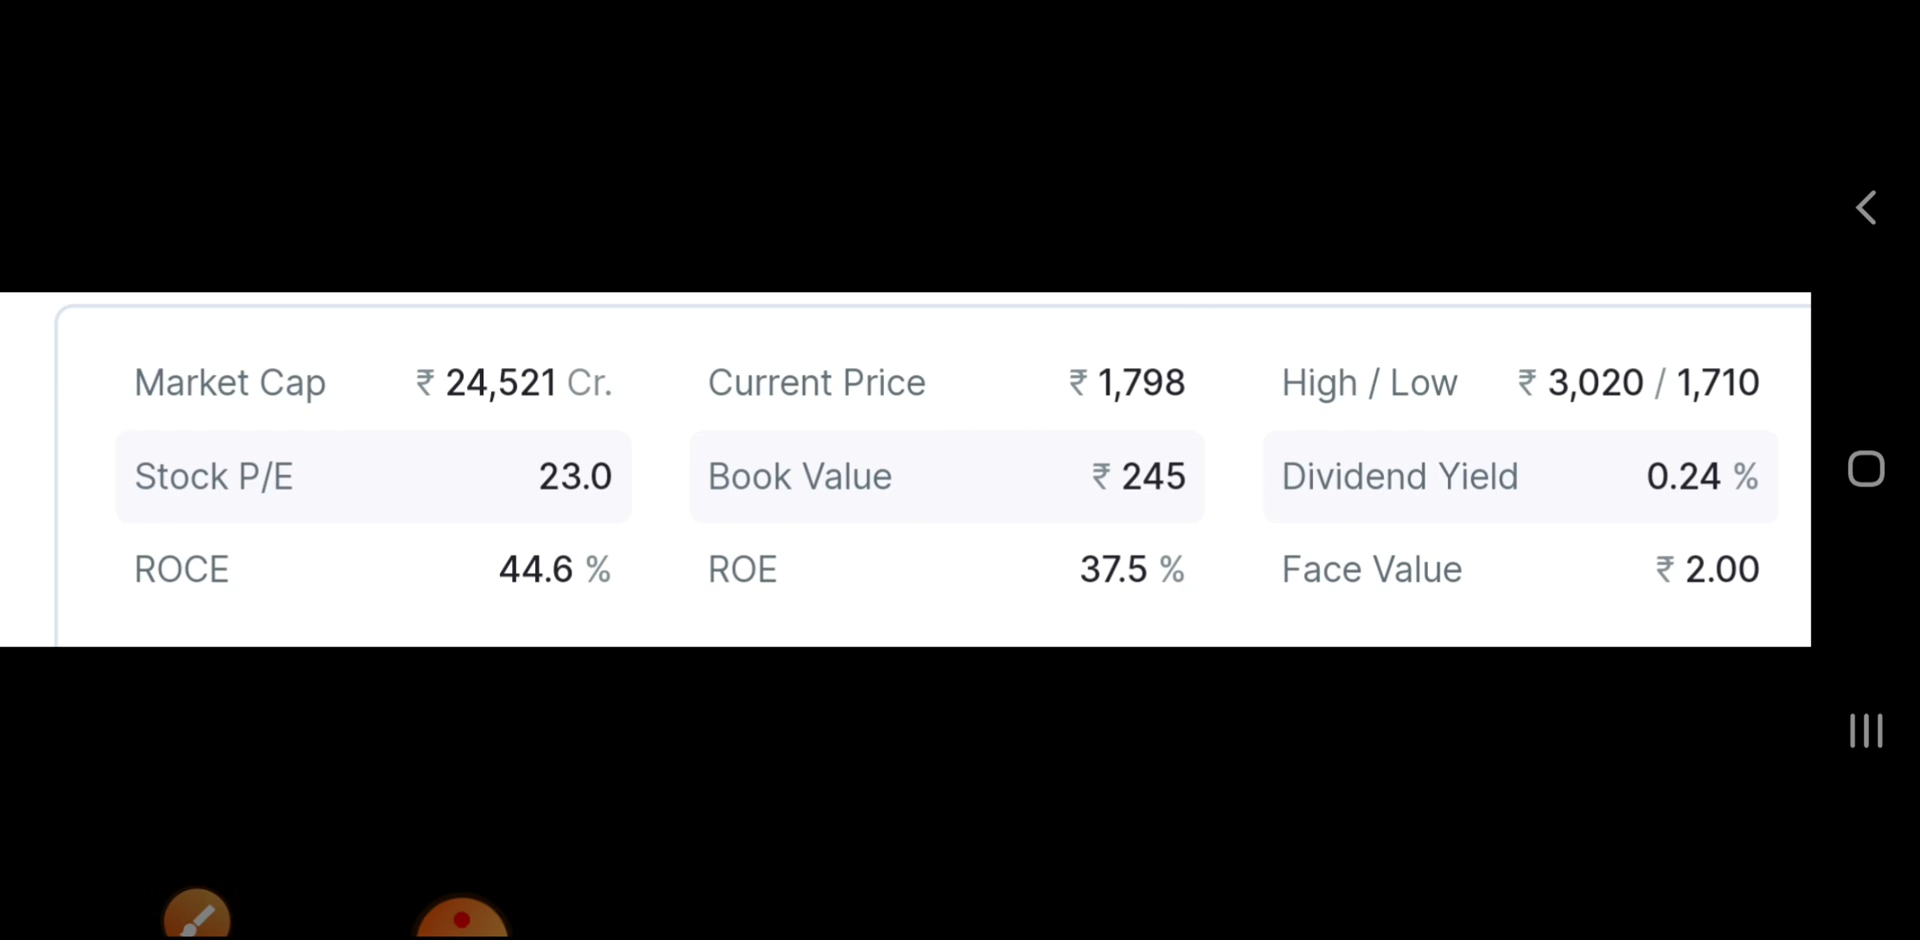 Market Cap ₹ 24,521 Cr. Current Price ₹ 1,798 High / Low ₹ 3,020 / 1,710
Stock P/E 23.0 Book Value ₹ 245 Dividend Yield 0.24 %
ROCE 44.6 % ROE 37.5 % Face Value ₹ 2.00